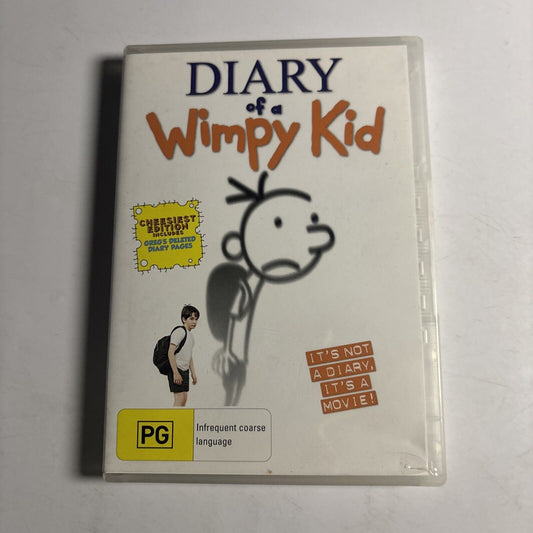 DIARY
of a
Wimpy Kid
CHEESIEST
EDITION
INCLUDES
GREG'S DELETED
DIARY PAGES
IT'S NOT
A DIARY,
IT'S A
MOVIE!
PG
Infrequent coarse
language